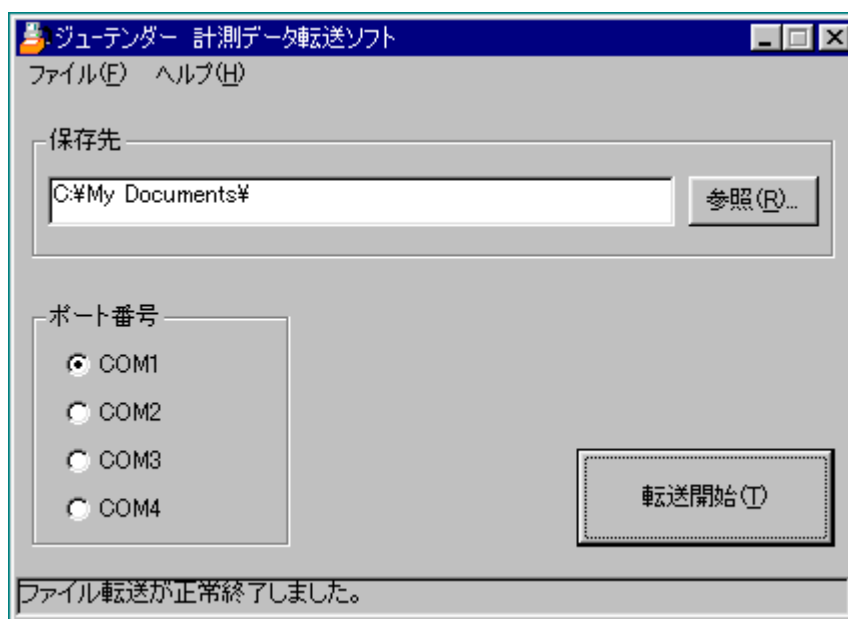 ジューテンダー 計測データ転送ソフト
ファイル(F) ヘルプ(H)
保存先
C:¥My Documents¥
参照(R)...
ポート番号
COM1
COM2
COM3
COM4
転送開始(T)
ファイル転送が正常終了しました。